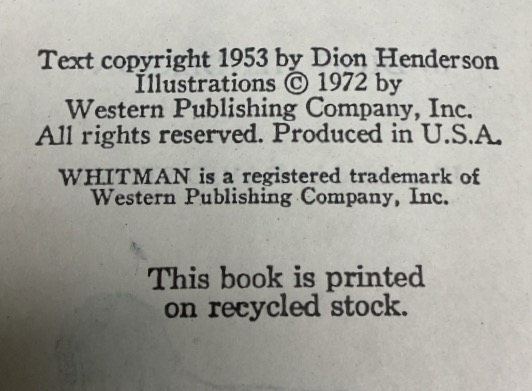 Text copyright 1953 by Dion Henderson
Illustrations © 1972 by
Western Publishing Company, Inc.
All rights reserved. Produced in U.S.A.
WHITMAN is a registered trademark of
Western Publishing Company, Inc.
This book is printed
on recycled stock.